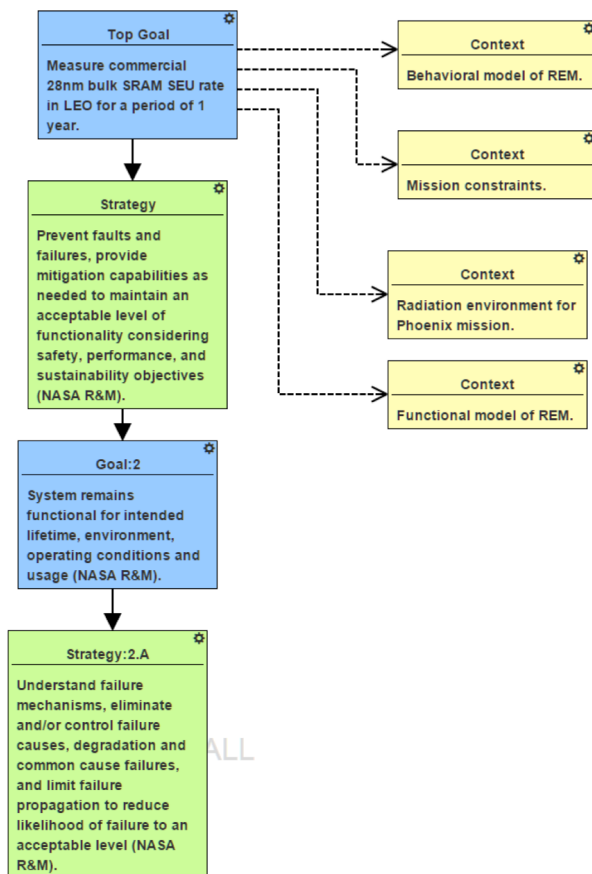 Top Goal
Measure commercial
28nm bulk SRAM SEU rate
in LEO for a period of 1
year.
Context
Behavioral model of REM.
Context
Mission constraints.
Strategy
Prevent faults and
failures, provide
mitigation capabilities as
needed to maintain an
acceptable level of
functionality considering
safety, performance, and
sustainability objectives
(NASA R&M).
Context
Radiation environment for
Phoenix mission.
Context
Functional model of REM.
Goal:2
System remains
functional for intended
lifetime, environment,
operating conditions and
usage (NASA R&M).
Strategy:2.A
Understand failure
mechanisms, eliminate
and/or control failure
causes, degradation and
common cause failures,
and limit failure
propagation to reduce
likelihood of failure to an
acceptable level (NASA
R&M).
ALL